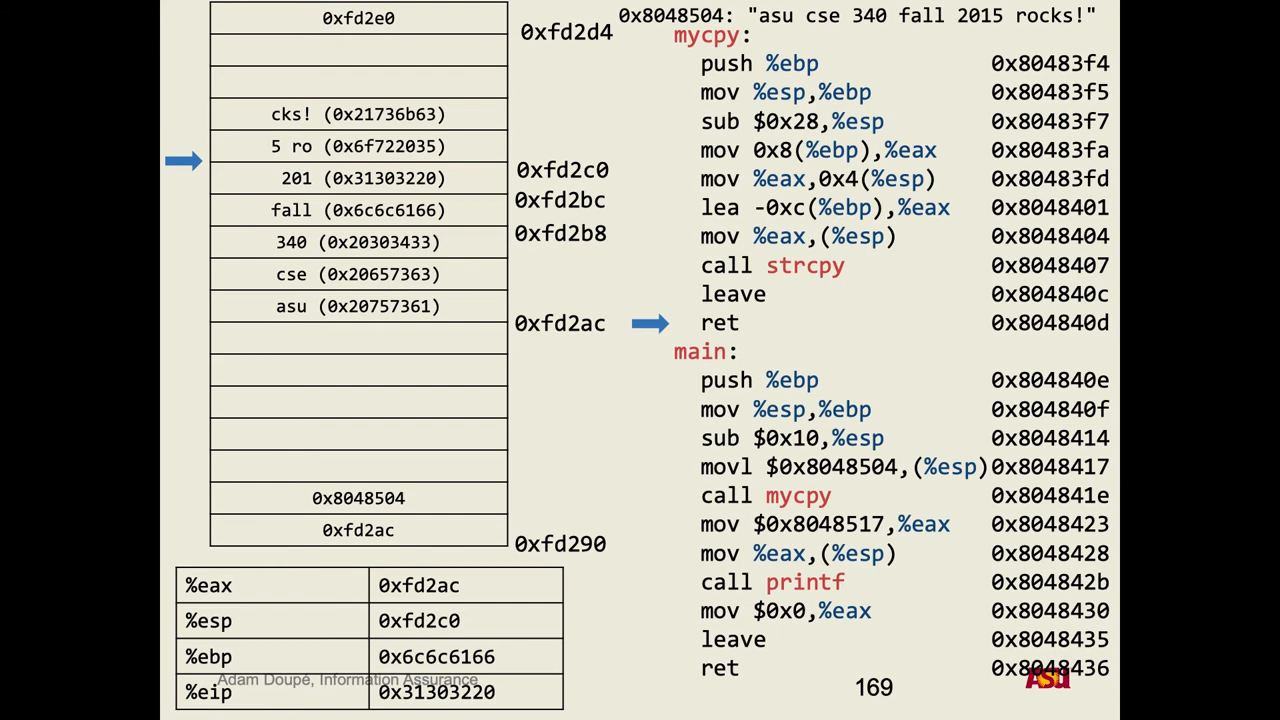 0xfd2e0
0xfd2d4
cks! (0x21736b63)
5 ro (0x6f722035)
201 (0x31303220)
0xfd2c0
fall (0x6c6c6166)
0xfd2bc
340 (0x20303433)
0xfd2b8
cse (0x20657363)
asu (0x20757361)
0xfd2ac
0x8048504
0xfd2ac
0xfd290
%eax 0xfd2ac
%esp 0xfd2c0
%ebp 0x6c6c6166
%eip 0x31303220
0x8048504: "asu cse 340 fall 2015 rocks!"
mycpy:
push %ebp 0x80483f4
mov %esp,%ebp 0x80483f5
sub $0x28,%esp 0x80483f7
mov 0x8(%ebp),%eax 0x80483fa
mov %eax,0x4(%esp) 0x80483fd
lea -0xc(%ebp),%eax 0x8048401
mov %eax,(%esp) 0x8048404
call strcpy 0x8048407
leave 0x804840c
ret 0x804840d
main:
push %ebp 0x804840e
mov %esp,%ebp 0x804840f
sub $0x10,%esp 0x8048414
movl $0x8048504,(%esp) 0x8048417
call mycpy 0x804841e
mov $0x8048517,%eax 0x8048423
mov %eax,(%esp) 0x8048428
call printf 0x804842b
mov $0x0,%eax 0x8048430
leave 0x8048435
ret 0x8048436
Adam Doupé, Information Assurance
169
ASU